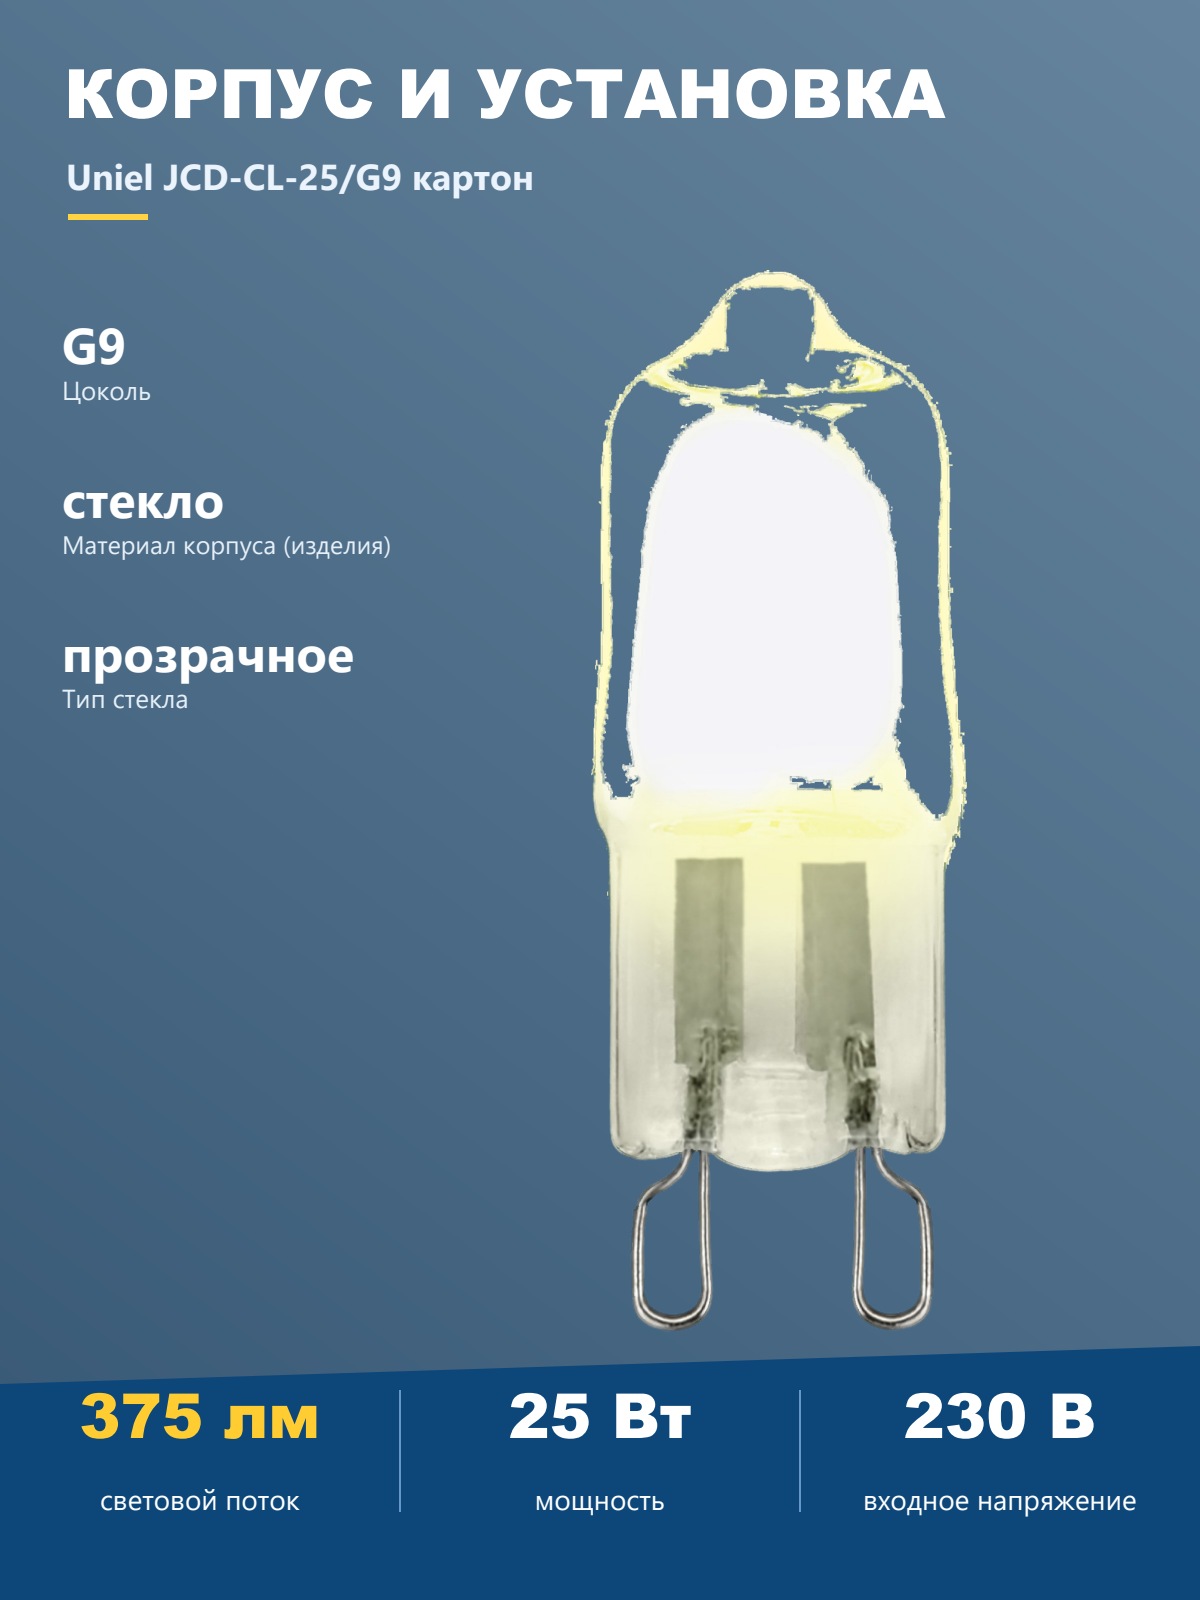 КОРПУС И УСТАНОВКА
Uniel JCD-CL-25/G9 картон
G9
Цоколь
стекло
Материал корпуса (изделия)
прозрачное
Тип стекла
375 лм
световой поток
25 Вт
мощность
230 В
входное напряжение